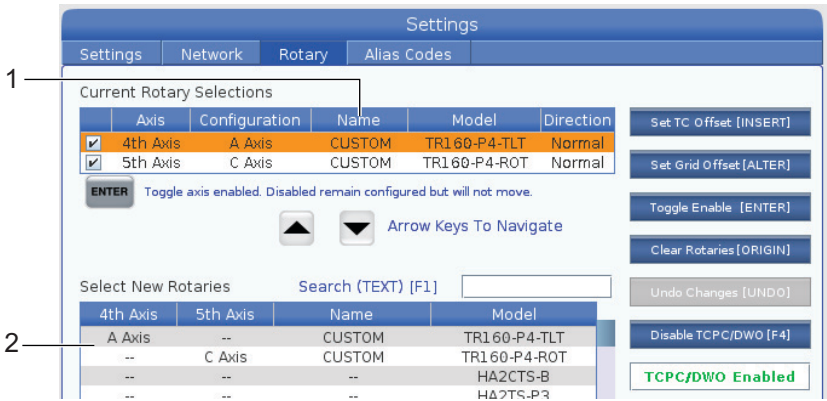 Settings
Settings Network Rotary Alias Codes
1
Current Rotary Selections
Axis Configuration Name Model Direction
4th Axis A Axis CUSTOM TR160-P4-TLT Normal
5th Axis C Axis CUSTOM TR160-P4-ROT Normal
ENTER Toggle axis enabled. Disabled remain configured but will not move.
Arrow Keys To Navigate
Set TC Offset [INSERT]
Set Grid Offset [ALTER]
Toggle Enable [ENTER]
Clear Rotaries [ORIGIN]
Undo Changes [UNDO]
Disable TCPC/DWO [F4]
TCPC/DWO Enabled
Select New Rotaries Search (TEXT) [F1]
4th Axis 5th Axis Name Model
2
A Axis -- CUSTOM TR160-P4-TLT
-- C Axis CUSTOM TR160-P4-ROT
-- -- -- HA2CTS-B
-- -- -- HA2TS-P3